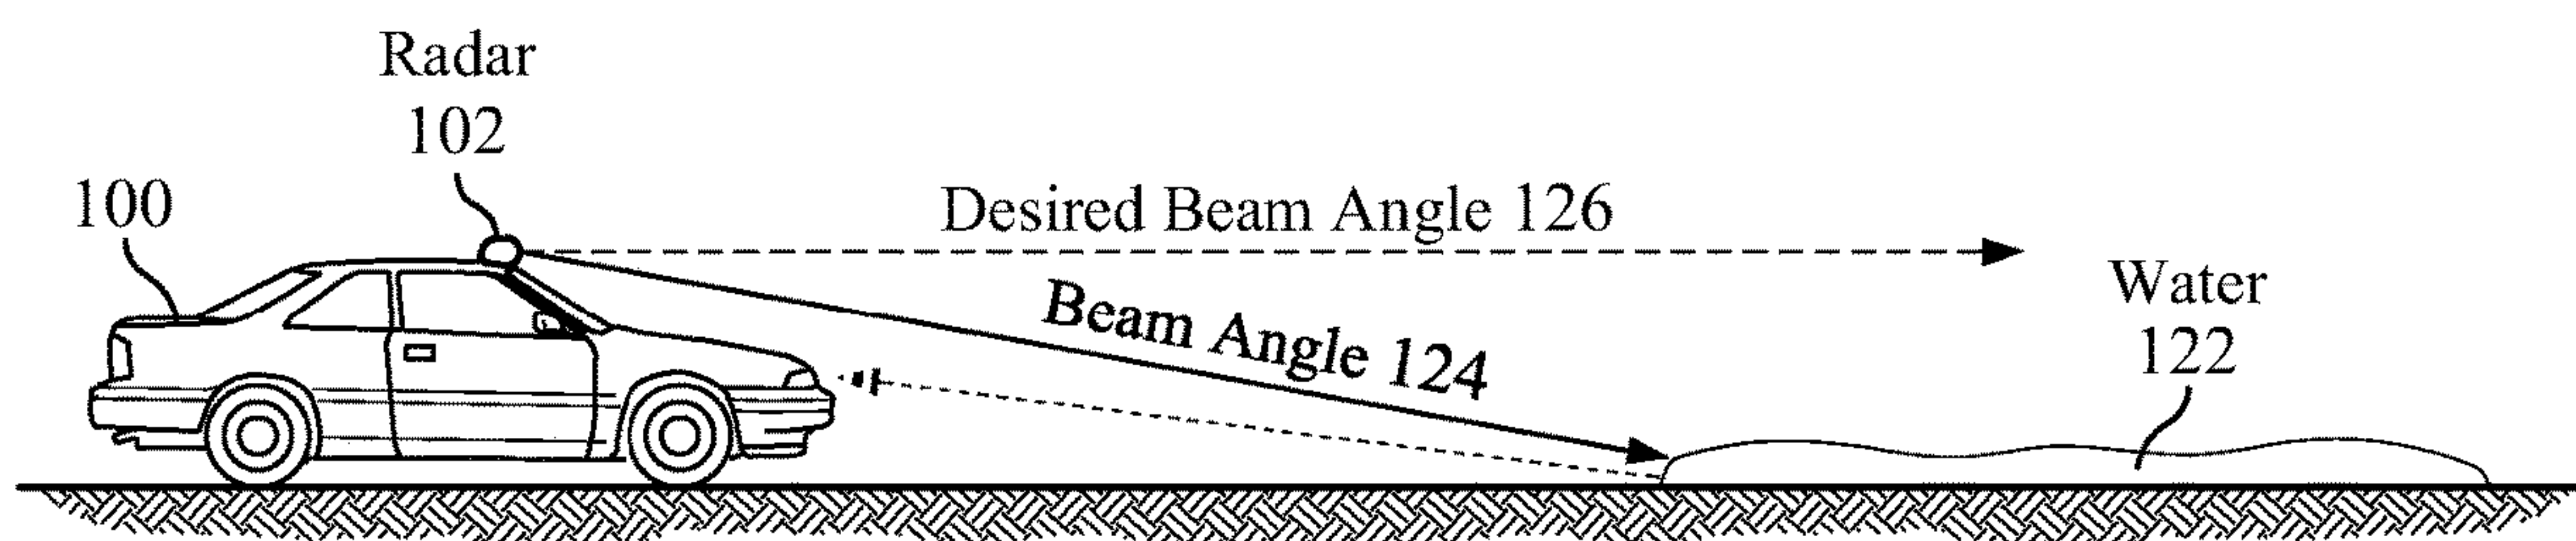 Radar
102
100
Desired Beam Angle 126
Beam Angle 124
Water
122